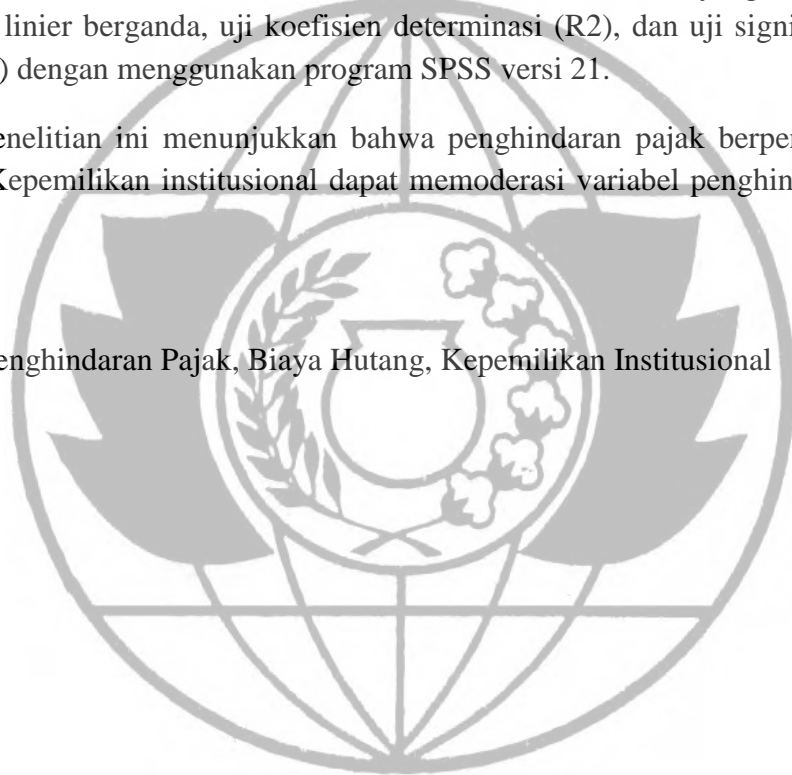 linier berganda, uji koefisien determinasi (R2), dan uji signi
) dengan menggunakan program SPSS versi 21.
enelitian ini menunjukkan bahwa penghindaran pajak berper
Kepemilikan institusional dapat memoderasi variabel penghin
enghindaran Pajak, Biaya Hutang, Kepemilikan Institusional